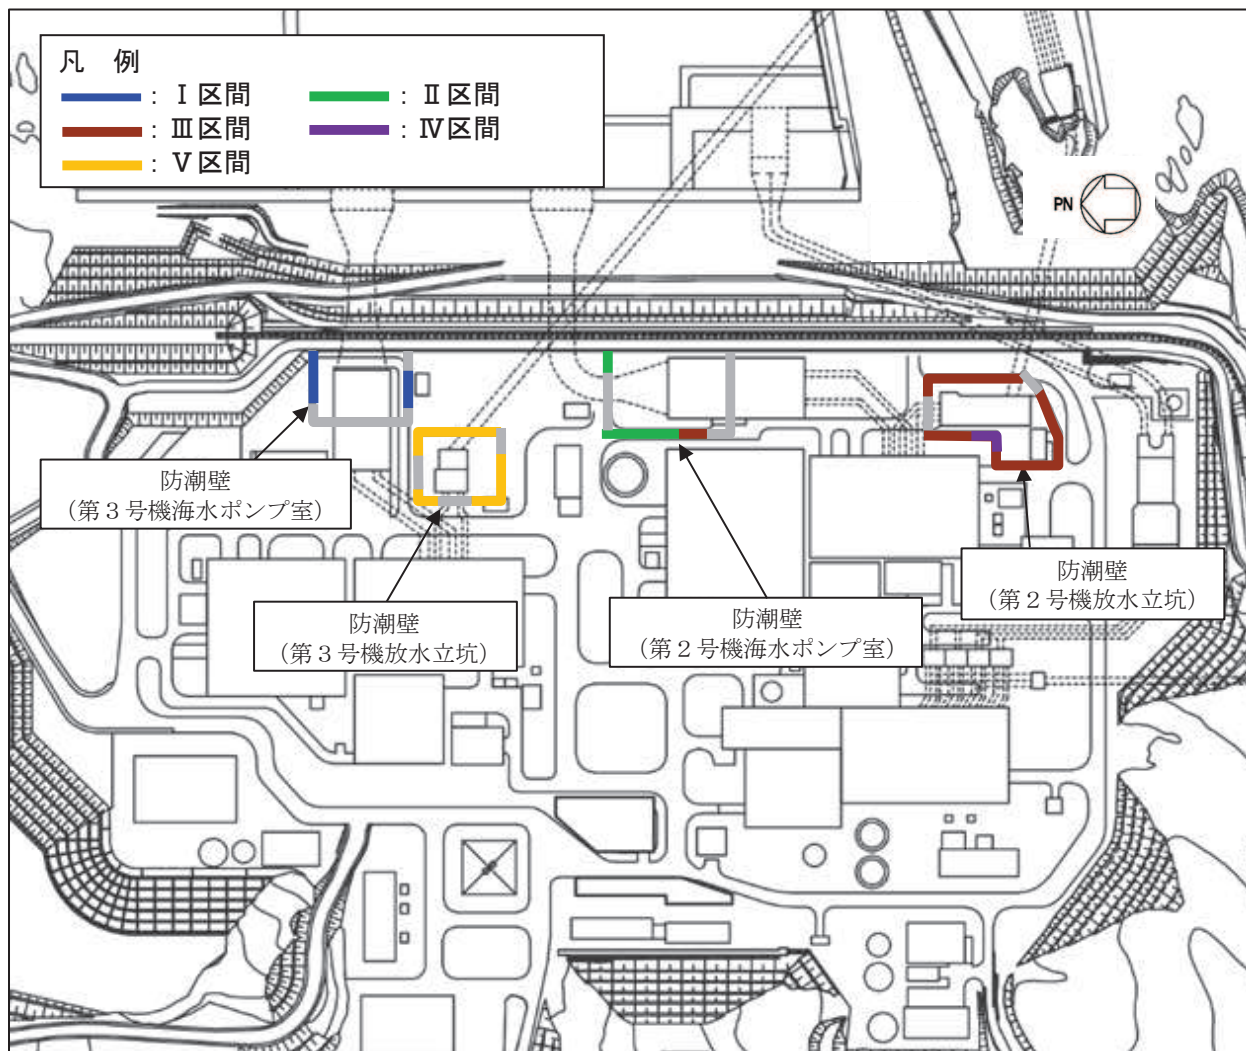 凡　例
：Ⅰ区間
：Ⅱ区間
：Ⅲ区間
：Ⅳ区間
：Ⅴ区間
PN
防潮壁
（第３号機海水ポンプ室）
防潮壁
（第３号機放水立坑）
防潮壁
（第２号機海水ポンプ室）
防潮壁
（第２号機放水立坑）